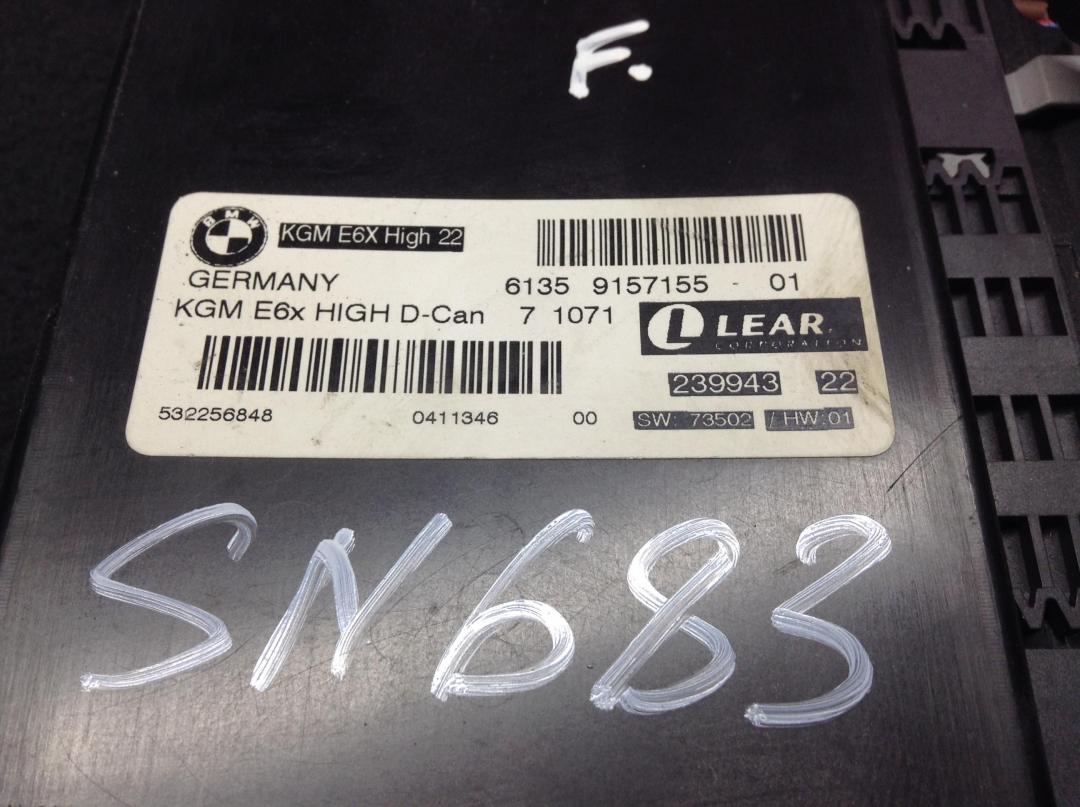 F.
BMW KGM E6X High 22
GERMANY 6135 9157155 - 01
KGM E6x HIGH D-Can 7 1071 L LEAR.
CORPORATION
239943 22
532256848 0411346 00 SW: 73502 / HW:01
SN683